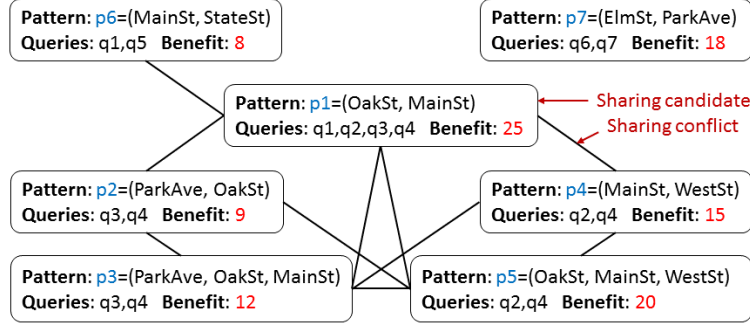 Pattern: p6=(MainSt, StateSt)
Queries: q1,q5 Benefit: 8
Pattern: p7=(ElmSt, ParkAve)
Queries: q6,q7 Benefit: 18
Pattern: p1=(OakSt, MainSt)
Queries: q1,q2,q3,q4 Benefit: 25
Sharing candidate
Sharing conflict
Pattern: p2=(ParkAve, OakSt)
Queries: q3,q4 Benefit: 9
Pattern: p4=(MainSt, WestSt)
Queries: q2,q4 Benefit: 15
Pattern: p3=(ParkAve, OakSt, MainSt)
Queries: q3,q4 Benefit: 12
Pattern: p5=(OakSt, MainSt, WestSt)
Queries: q2,q4 Benefit: 20